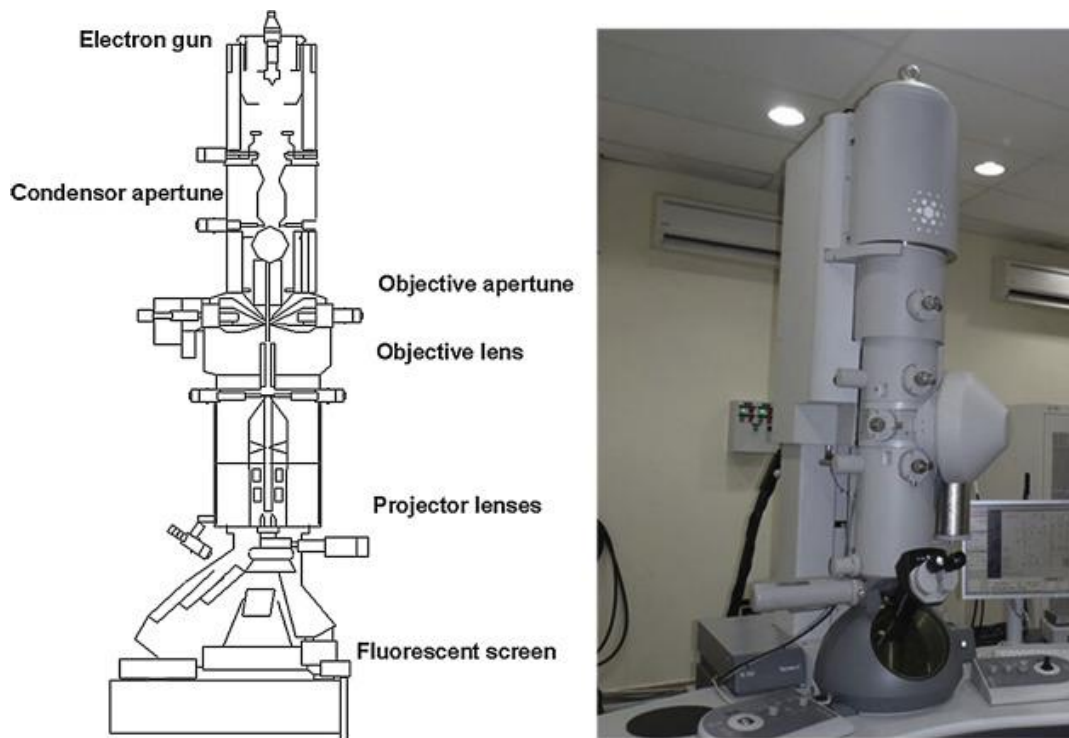 Electron gun
Condensor apertune
Objective apertune
Objective lens
Projector lenses
Fluorescent screen